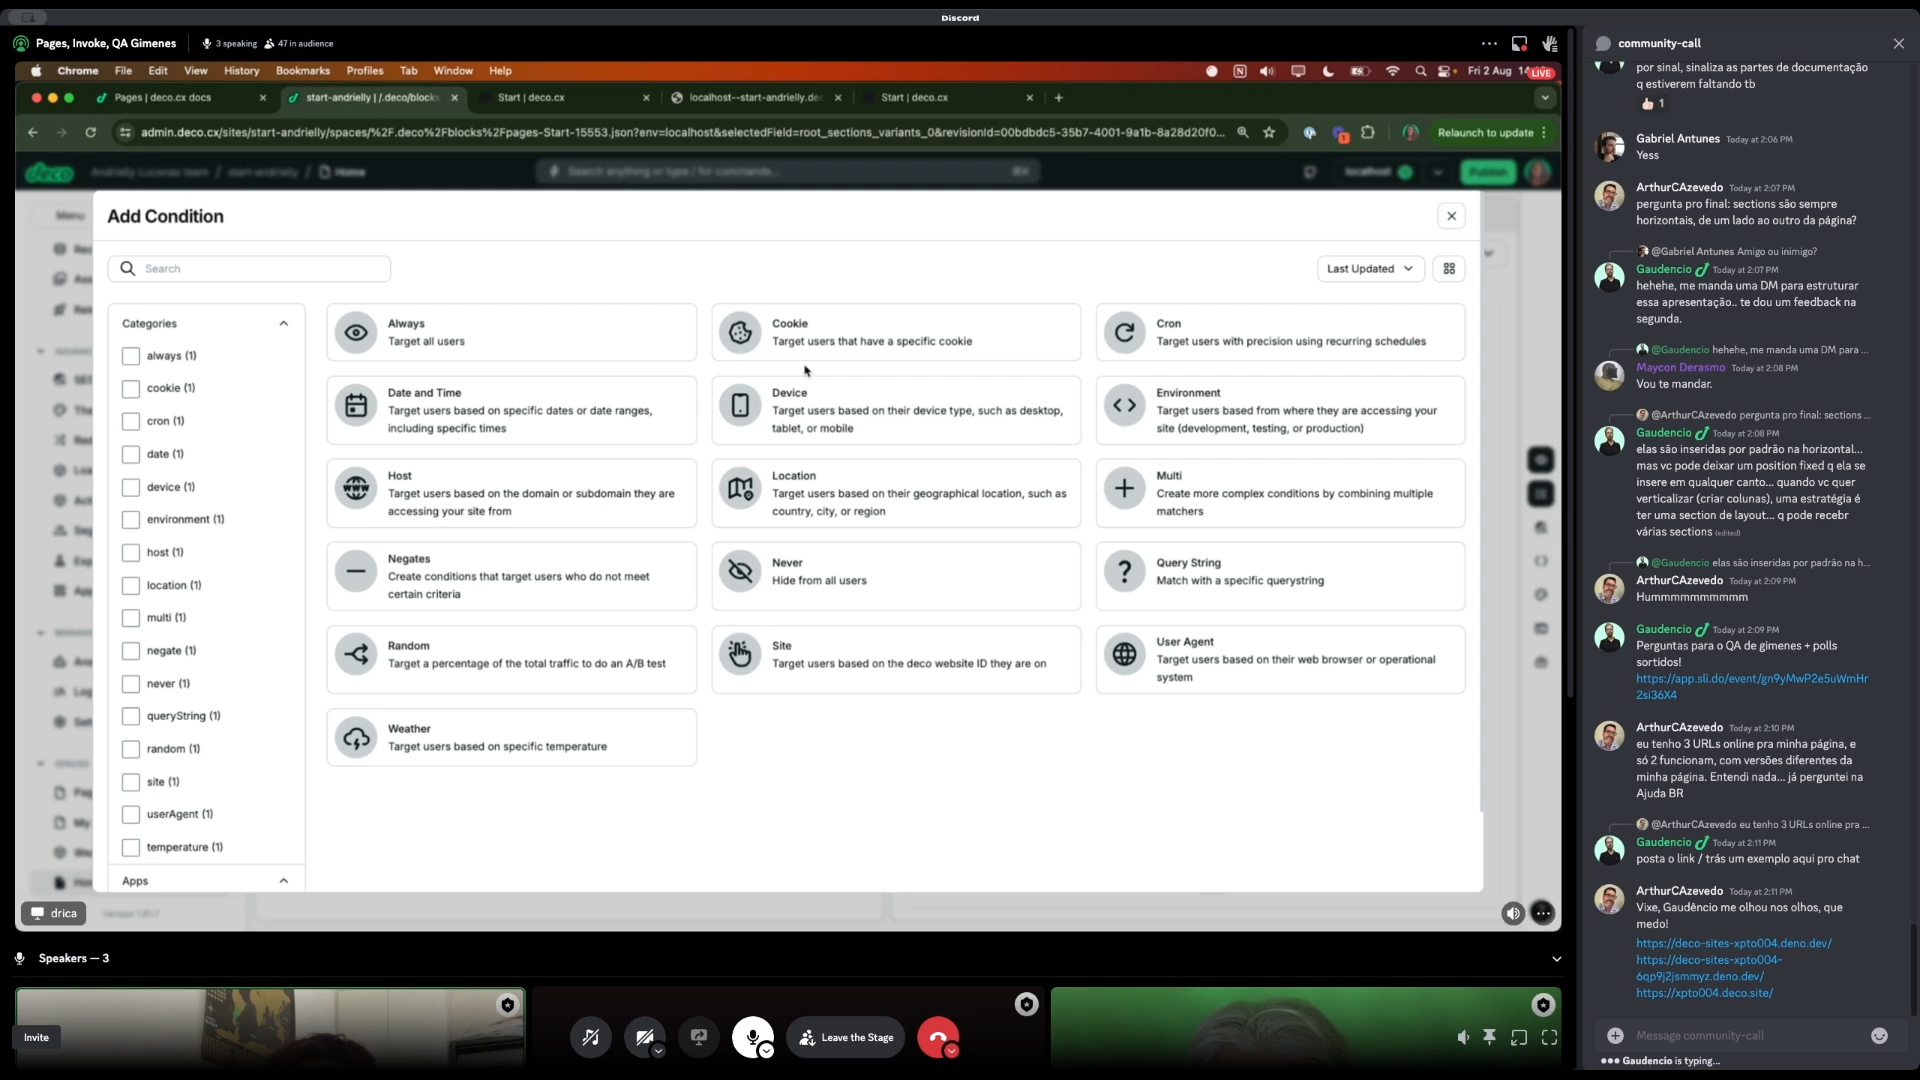 Discord
Pages, Invoke, QA Gimenes
3 speaking
47 in audience
Chrome File Edit View History Bookmarks Profiles Tab Window Help
Fri 2 Aug
LIVE
Pages | deco.cx docs
start-andrielly | /.deco/blocks
Start | deco.cx
localhost--start-andrielly.dec
Start | deco.cx
admin.deco.cx/sites/start-andrielly/spaces/%2F.deco%2Fblocks%2Fpages-Start-15553.json?env=localhost&selectedField=root_sections_variants_0&revisionId=00bdbdc5-35b7-4001-9a1b-8a28d20f0...
Relaunch to update
deco
Andrielly Lucenas team / start-andrielly / Home
Search anything or type / for commands...
localhost
Publish
Menu
Add Condition
Search
Last Updated
Categories
always (1)
cookie (1)
cron (1)
date (1)
device (1)
environment (1)
host (1)
location (1)
multi (1)
negate (1)
never (1)
queryString (1)
random (1)
site (1)
userAgent (1)
temperature (1)
Apps
Always
Target all users
Cookie
Target users that have a specific cookie
Cron
Target users with precision using recurring schedules
Date and Time
Target users based on specific dates or date ranges,
including specific times
Device
Target users based on their device type, such as desktop,
tablet, or mobile
Environment
Target users based from where they are accessing your
site (development, testing, or production)
Host
Target users based on the domain or subdomain they are
accessing your site from
Location
Target users based on their geographical location, such as
country, city, or region
Multi
Create more complex conditions by combining multiple
matchers
Negates
Create conditions that target users who do not meet
certain criteria
Never
Hide from all users
Query String
Match with a specific querystring
Random
Target a percentage of the total traffic to do an A/B test
Site
Target users based on the deco website ID they are on
User Agent
Target users based on their web browser or operational
system
Weather
Target users based on specific temperature
drica
Speakers — 3
Invite
Leave the Stage
community-call
por sinal, sinaliza as partes de documentação
q estiverem faltando tb
1
Gabriel Antunes Today at 2:06 PM
Yess
ArthurCAzevedo Today at 2:07 PM
pergunta pro final: sections são sempre
horizontais, de um lado ao outro da página?
@Gabriel Antunes Amigo ou inimigo?
Gaudencio Today at 2:07 PM
hehehe, me manda uma DM para estruturar
essa apresentação.. te dou um feedback na
segunda.
@Gaudencio hehehe, me manda uma DM para ...
Maycon Derasmo Today at 2:08 PM
Vou te mandar.
@ArthurCAzevedo pergunta pro final: sections ...
Gaudencio Today at 2:08 PM
elas são inseridas por padrão na horizontal...
mas vc pode deixar um position fixed q ela se
insere em qualquer canto... quando vc quer
verticalizar (criar colunas), uma estratégia é
ter uma section de layout... q pode recebr
várias sections (edited)
@Gaudencio elas são inseridas por padrão na h...
ArthurCAzevedo Today at 2:09 PM
Hummmmmmmmmm
Gaudencio Today at 2:09 PM
Perguntas para o QA de gimenes + polls
sortidos!
https://app.sli.do/event/gn9yMwP2e5uWmHr
2si36X4
ArthurCAzevedo Today at 2:10 PM
eu tenho 3 URLs online pra minha página, e
só 2 funcionam, com versões diferentes da
minha página. Entendi nada... já perguntei na
Ajuda BR
@ArthurCAzevedo eu tenho 3 URLs online pra ...
Gaudencio Today at 2:11 PM
posta o link / trás um exemplo aqui pro chat
ArthurCAzevedo Today at 2:11 PM
Vixe, Gaudêncio me olhou nos olhos, que
medo!
https://deco-sites-xpto004.deno.dev/
https://deco-sites-xpto004-
6qp9j2jsmmyz.deno.dev/
https://xpto004.deco.site/
Message community-call
Gaudencio is typing...